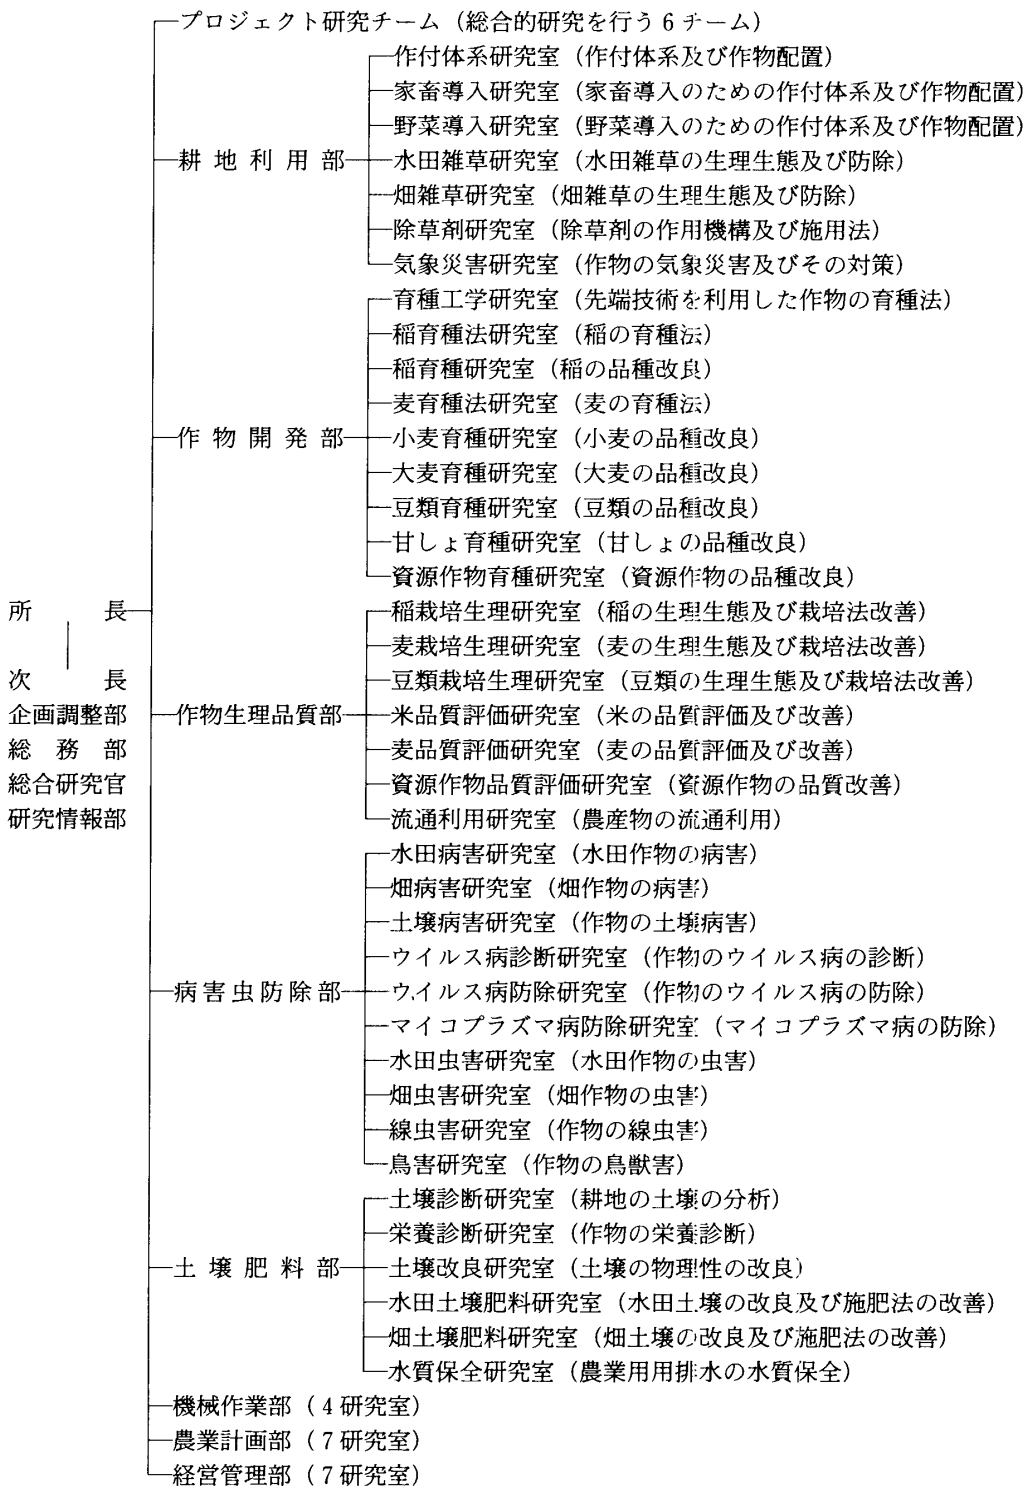 プロジェクト研究チーム（総合的研究を行う6チーム）
作付体系研究室（作付体系及び作物配置）
家畜導入研究室（家畜導入のための作付体系及び作物配置）
野菜導入研究室（野菜導入のための作付体系及び作物配置）
耕地利用部 水田雑草研究室（水田雑草の生理生態及び防除）
畑雑草研究室（畑雑草の生理生態及び防除）
除草剤研究室（除草剤の作用機構及び施用法）
気象災害研究室（作物の気象災害及びその対策）
育種工学研究室（先端技術を利用した作物の育種法）
稲育種法研究室（稲の育種法）
稲育種研究室（稲の品種改良）
麦育種法研究室（麦の育種法）
作物開発部 小麦育種研究室（小麦の品種改良）
大麦育種研究室（大麦の品種改良）
豆類育種研究室（豆類の品種改良）
甘しょ育種研究室（甘しょの品種改良）
資源作物育種研究室（資源作物の品種改良）
所長 稲栽培生理研究室（稲の生理生態及び栽培法改善）
麦栽培生理研究室（麦の生理生態及び栽培法改善）
次長 豆類栽培生理研究室（豆類の生理生態及び栽培法改善）
企画調整部 作物生理品質部 米品質評価研究室（米の品質評価及び改善）
総務部 麦品質評価研究室（麦の品質評価及び改善）
総合研究官 資源作物品質評価研究室（資源作物の品質改善）
研究情報部 流通利用研究室（農産物の流通利用）
水田病害研究室（水田作物の病害）
畑病害研究室（畑作物の病害）
土壌病害研究室（作物の土壌病害）
ウイルス病診断研究室（作物のウイルス病の診断）
病害虫防除部 ウイルス病防除研究室（作物のウイルス病の防除）
マイコプラズマ病防除研究室（マイコプラズマ病の防除）
水田虫害研究室（水田作物の虫害）
畑虫害研究室（畑作物の虫害）
線虫害研究室（作物の線虫害）
鳥害研究室（作物の鳥獣害）
土壌診断研究室（耕地の土壌の分析）
栄養診断研究室（作物の栄養診断）
土壌肥料部 土壌改良研究室（土壌の物理性の改良）
水田土壌肥料研究室（水田土壌の改良及び施肥法の改善）
畑土壌肥料研究室（畑土壌の改良及び施肥法の改善）
水質保全研究室（農業用用排水の水質保全）
機械作業部（4研究室）
農業計画部（7研究室）
経営管理部（7研究室）